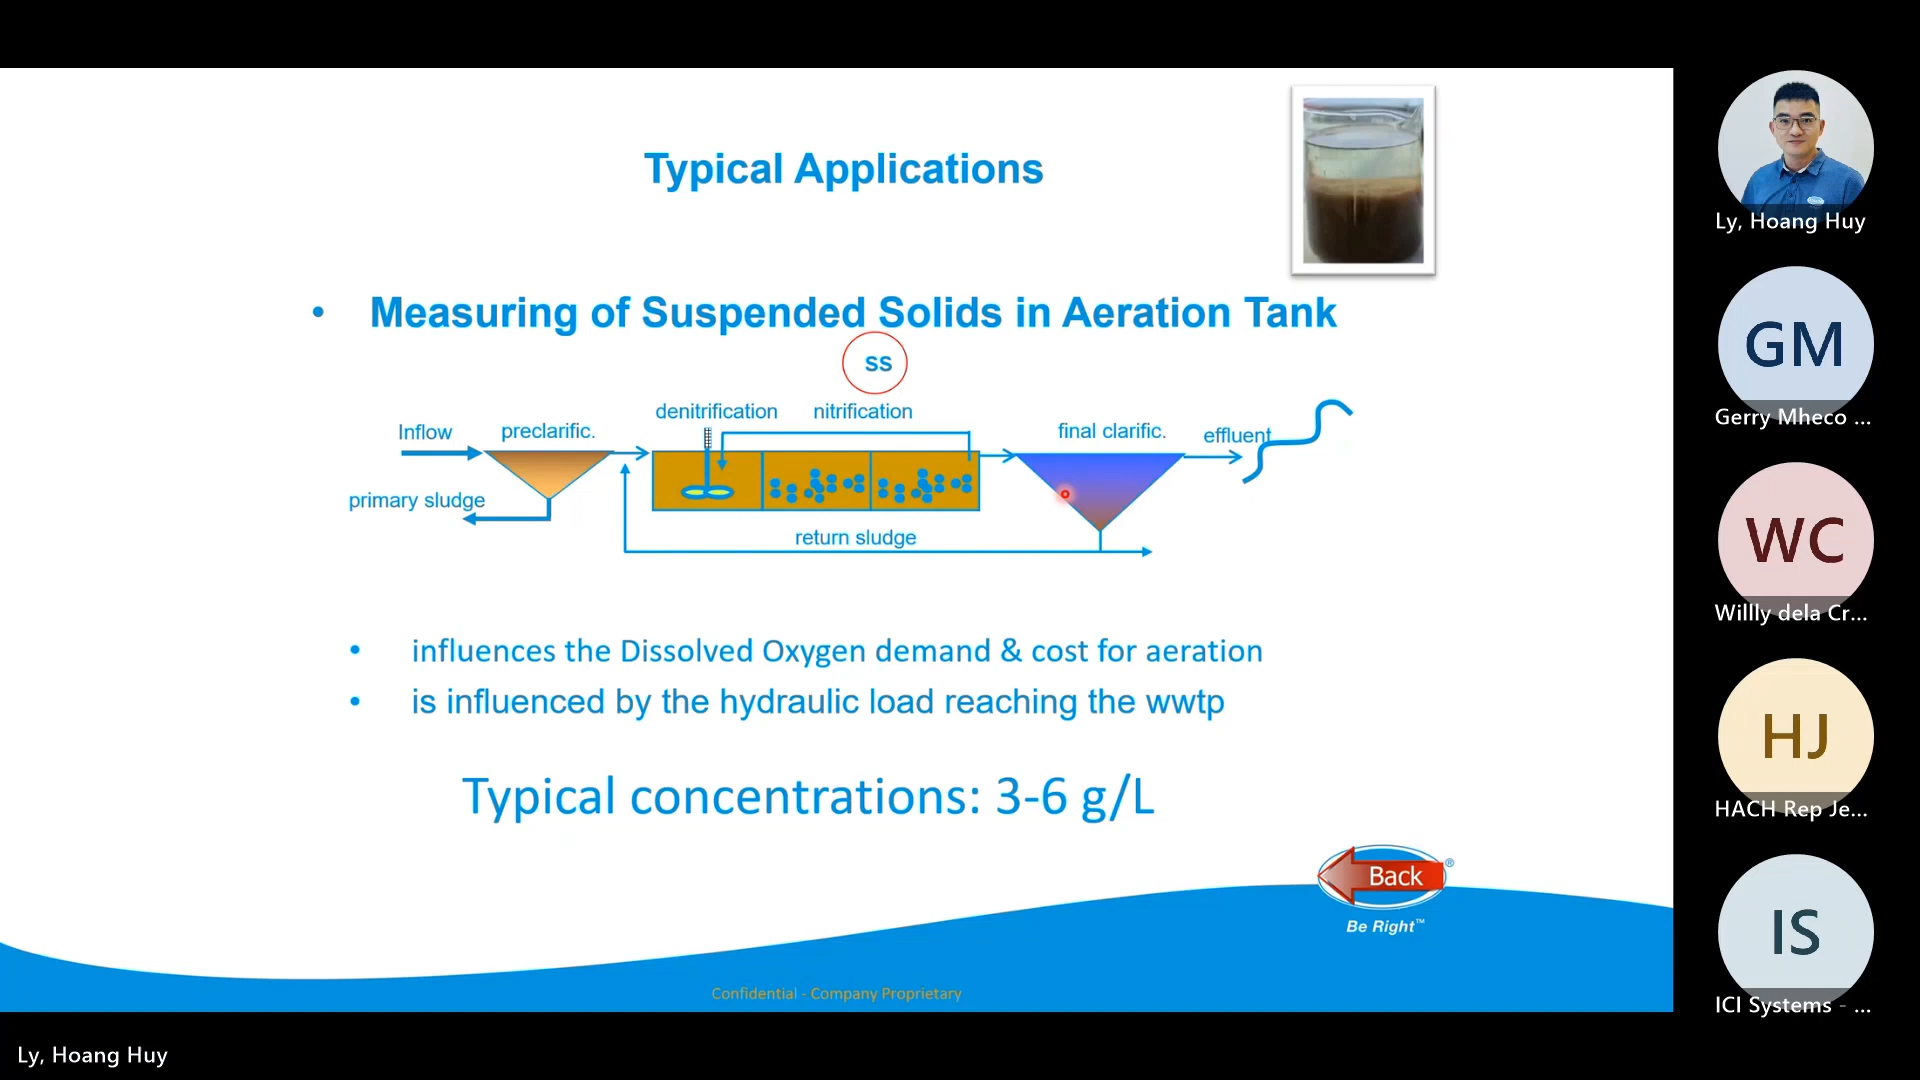 Typical Applications
• Measuring of Suspended Solids in Aeration Tank
SS
denitrification nitrification
Inflow preclarific. final clarific. effluent
primary sludge
return sludge
• influences the Dissolved Oxygen demand & cost for aeration
• is influenced by the hydraulic load reaching the wwtp
Typical concentrations: 3-6 g/L
Back ®
Be Right™
Confidential - Company Proprietary
Ly, Hoang Huy
GM
Gerry Mheco ...
WC
Willly dela Cr...
HJ
HACH Rep Je...
IS
ICI Systems - ...
Ly, Hoang Huy